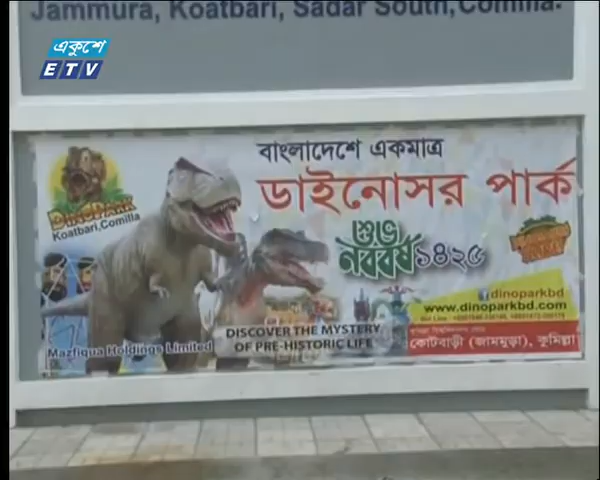 Jammura, Koatbari, Sadar South, Comilla.
একুশে
ETV
বাংলাদেশে একমাত্র
ডাইনোসর পার্ক
DINOPARK
Koatbari, Comilla
শুভ
নববর্ষ ১৪২৫
dinoparkbd
www.dinoparkbd.com
DISCOVER THE MYSTERY
OF PRE-HISTORIC LIFE
Mazfiqua Holdings Limited
কোটবাড়ী (জামমুড়া), কুমিল্লা